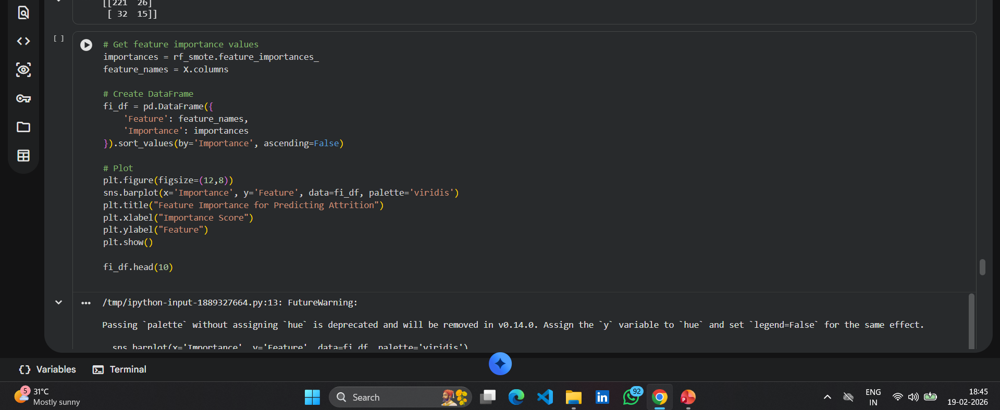 [[221  26]
 [ 32  15]]
[ ]
# Get feature importance values
importances = rf_smote.feature_importances_
feature_names = X.columns
# Create DataFrame
fi_df = pd.DataFrame({
    'Feature': feature_names,
    'Importance': importances
}).sort_values(by='Importance', ascending=False)
# Plot
plt.figure(figsize=(12,8))
sns.barplot(x='Importance', y='Feature', data=fi_df, palette='viridis')
plt.title("Feature Importance for Predicting Attrition")
plt.xlabel("Importance Score")
plt.ylabel("Feature")
plt.show()
fi_df.head(10)
/tmp/ipython-input-1889327664.py:13: FutureWarning:
Passing `palette` without assigning `hue` is deprecated and will be removed in v0.14.0. Assign the `y` variable to `hue` and set `legend=False` for the same effect.
  sns.barplot(x='Importance', y='Feature', data=fi_df, palette='viridis')
{} Variables Terminal
5 31°C
Mostly sunny
Search
92
ENG
IN
18:45
19-02-2026